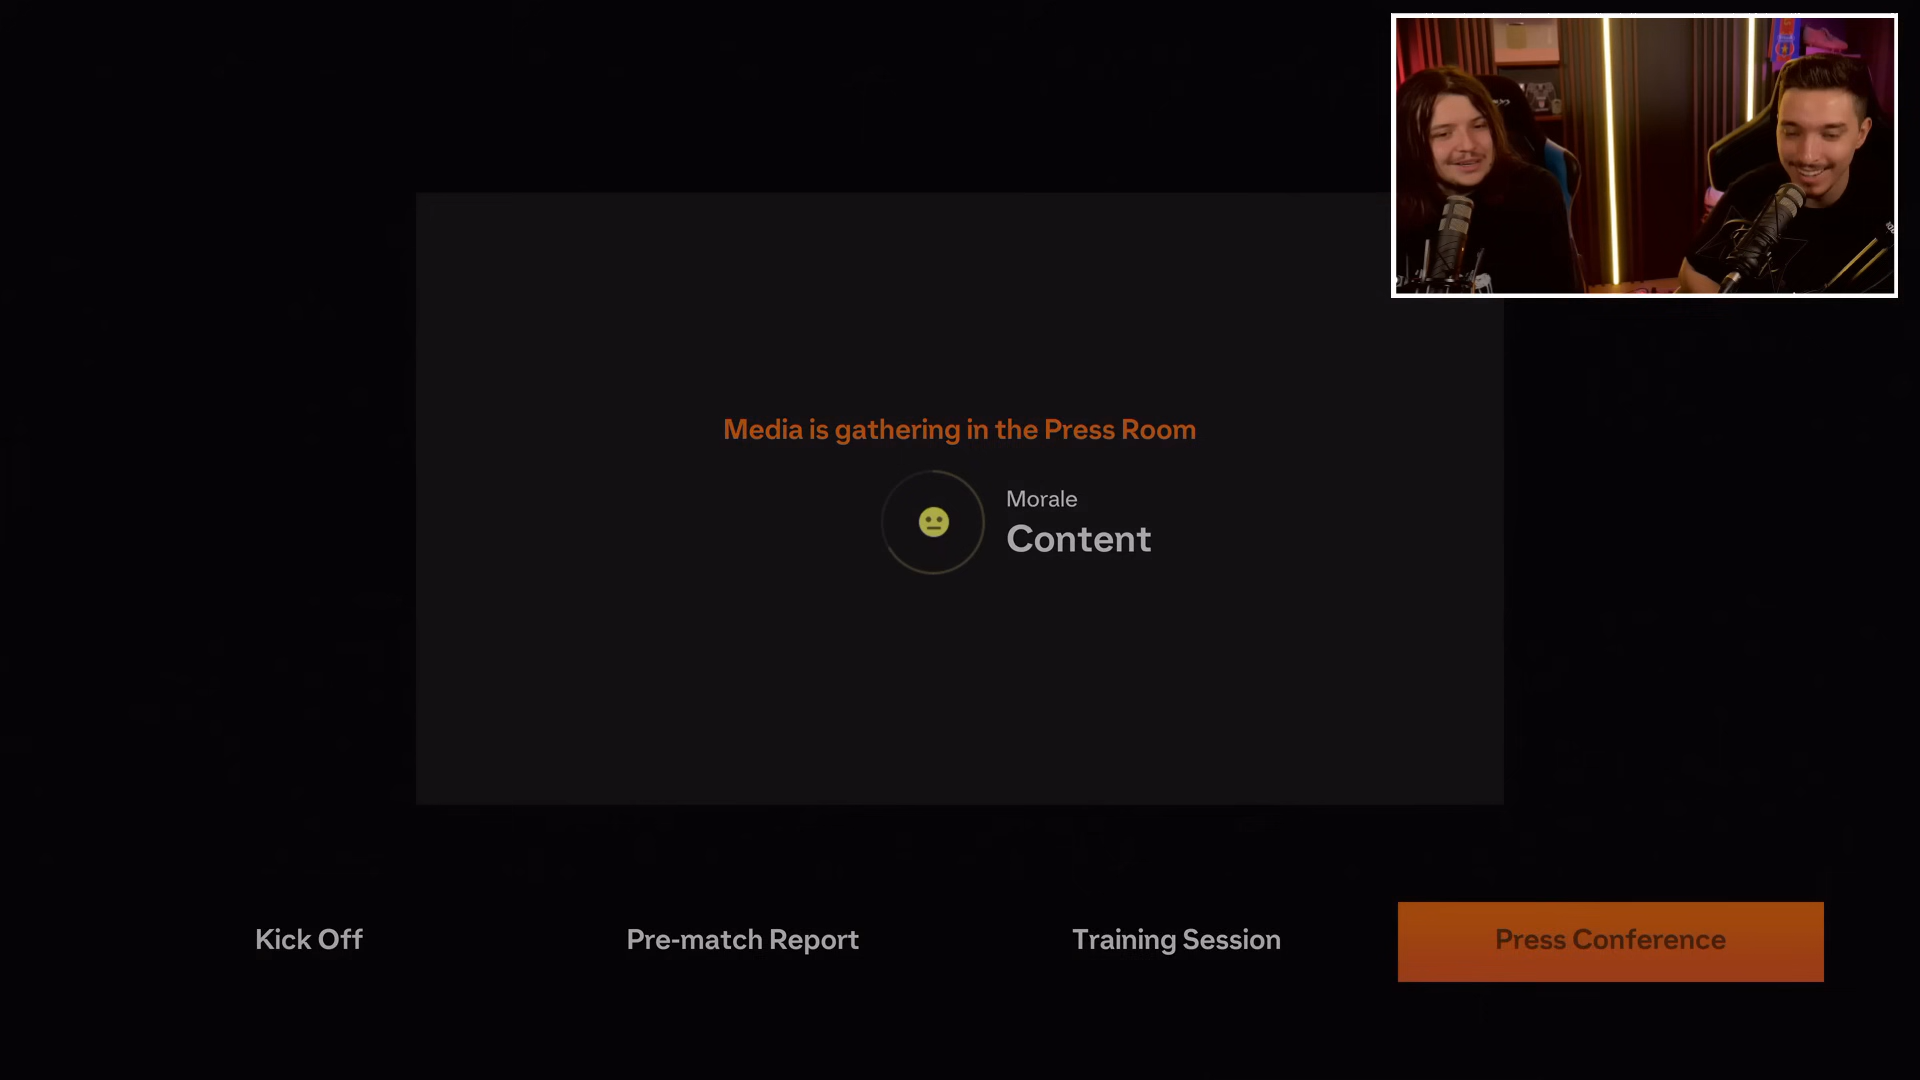 Media is gathering in the Press Room
Morale
Content
Kick Off
Pre-match Report
Training Session
Press Conference